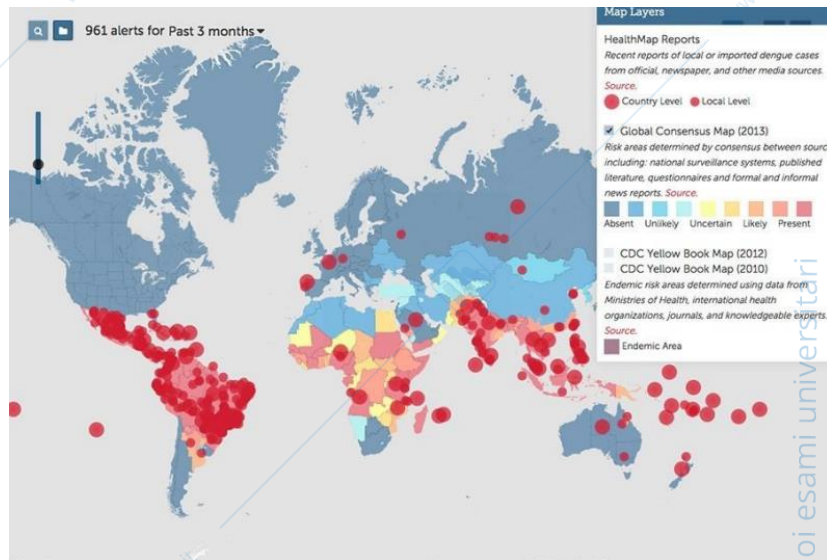 961 alerts for Past 3 months
Map Layers
HealthMap Reports
Recent reports of local or imported dengue cases
from official, newspaper, and other media sources.
Source.
Country Level Local Level
Global Consensus Map (2013)
Risk areas determined by consensus between sourc
including: national surveillance systems, published
literature, questionnaires and formal and informal
news reports. Source.
Absent Unlikely Uncertain Likely Present
CDC Yellow Book Map (2012)
CDC Yellow Book Map (2010)
Endemic risk areas determined using data from
Ministries of Health, international health
organizations, journals, and knowledgeable experts.
Source.
Endemic Area
oi esami universitari